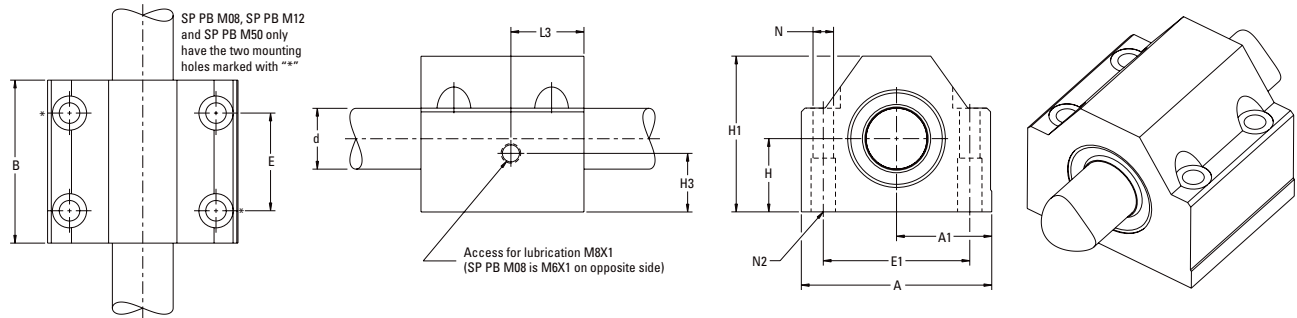 SP PB M08, SP PB M12
and SP PB M50 only
have the two mounting
holes marked with “*”
*
B
E
*
L3
d
H3
Access for lubrication M8X1
(SP PB M08 is M6X1 on opposite side)
N
H1
H
A1
N2
E1
A